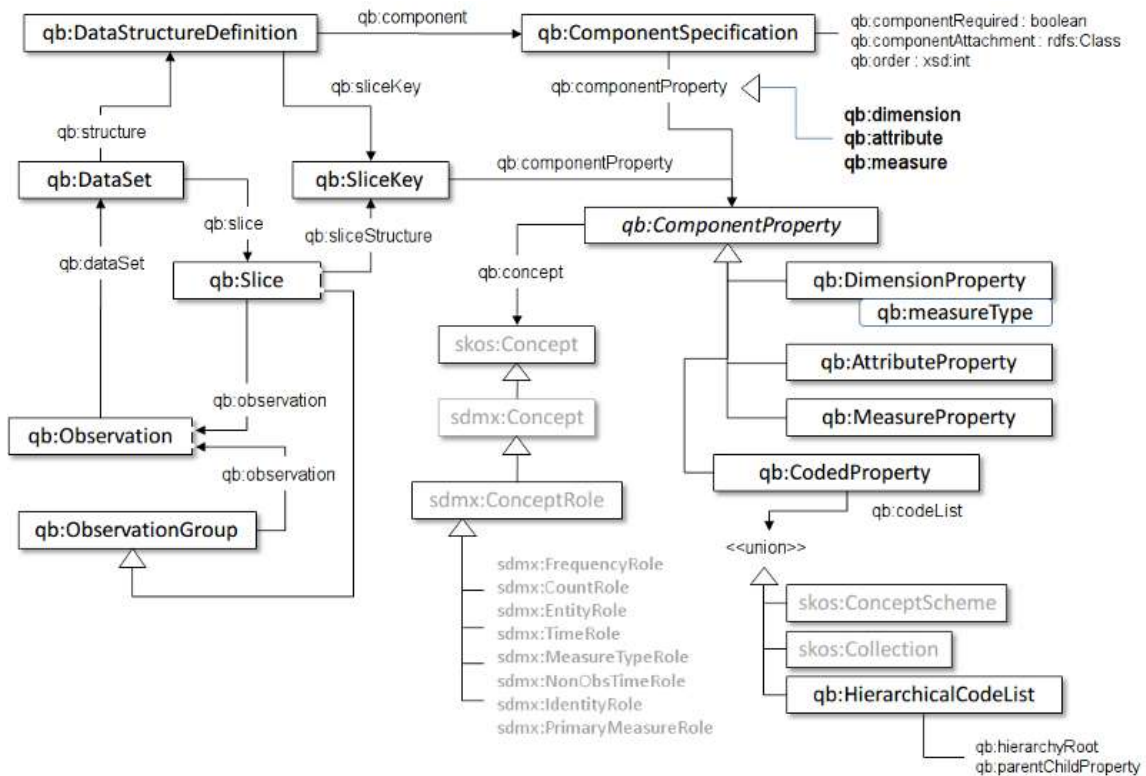 qb:component
qb:DataStructureDefinition
qb:ComponentSpecification
qb:componentRequired : boolean
qb:componentAttachment : rdfs:Class
qb:order : xsd:int
qb:sliceKey
qb:componentProperty
qb:dimension
qb:attribute
qb:measure
qb:structure
qb:componentProperty
qb:DataSet
qb:SliceKey
qb:slice
qb:sliceStructure
qb:ComponentProperty
qb:dataSet
qb:Slice
qb:concept
qb:DimensionProperty
qb:measureType
skos:Concept
qb:AttributeProperty
qb:observation
sdmx:Concept
qb:MeasureProperty
qb:Observation
qb:observation
qb:CodedProperty
sdmx:ConceptRole
qb:codeList
qb:ObservationGroup
<<union>>
sdmx:FrequencyRole
sdmx:CountRole
sdmx:EntityRole
sdmx:TimeRole
sdmx:MeasureTypeRole
sdmx:NonObsTimeRole
sdmx:IdentityRole
sdmx:PrimaryMeasureRole
skos:ConceptScheme
skos:Collection
qb:HierarchicalCodeList
qb:hierarchyRoot
qb:parentChildProperty